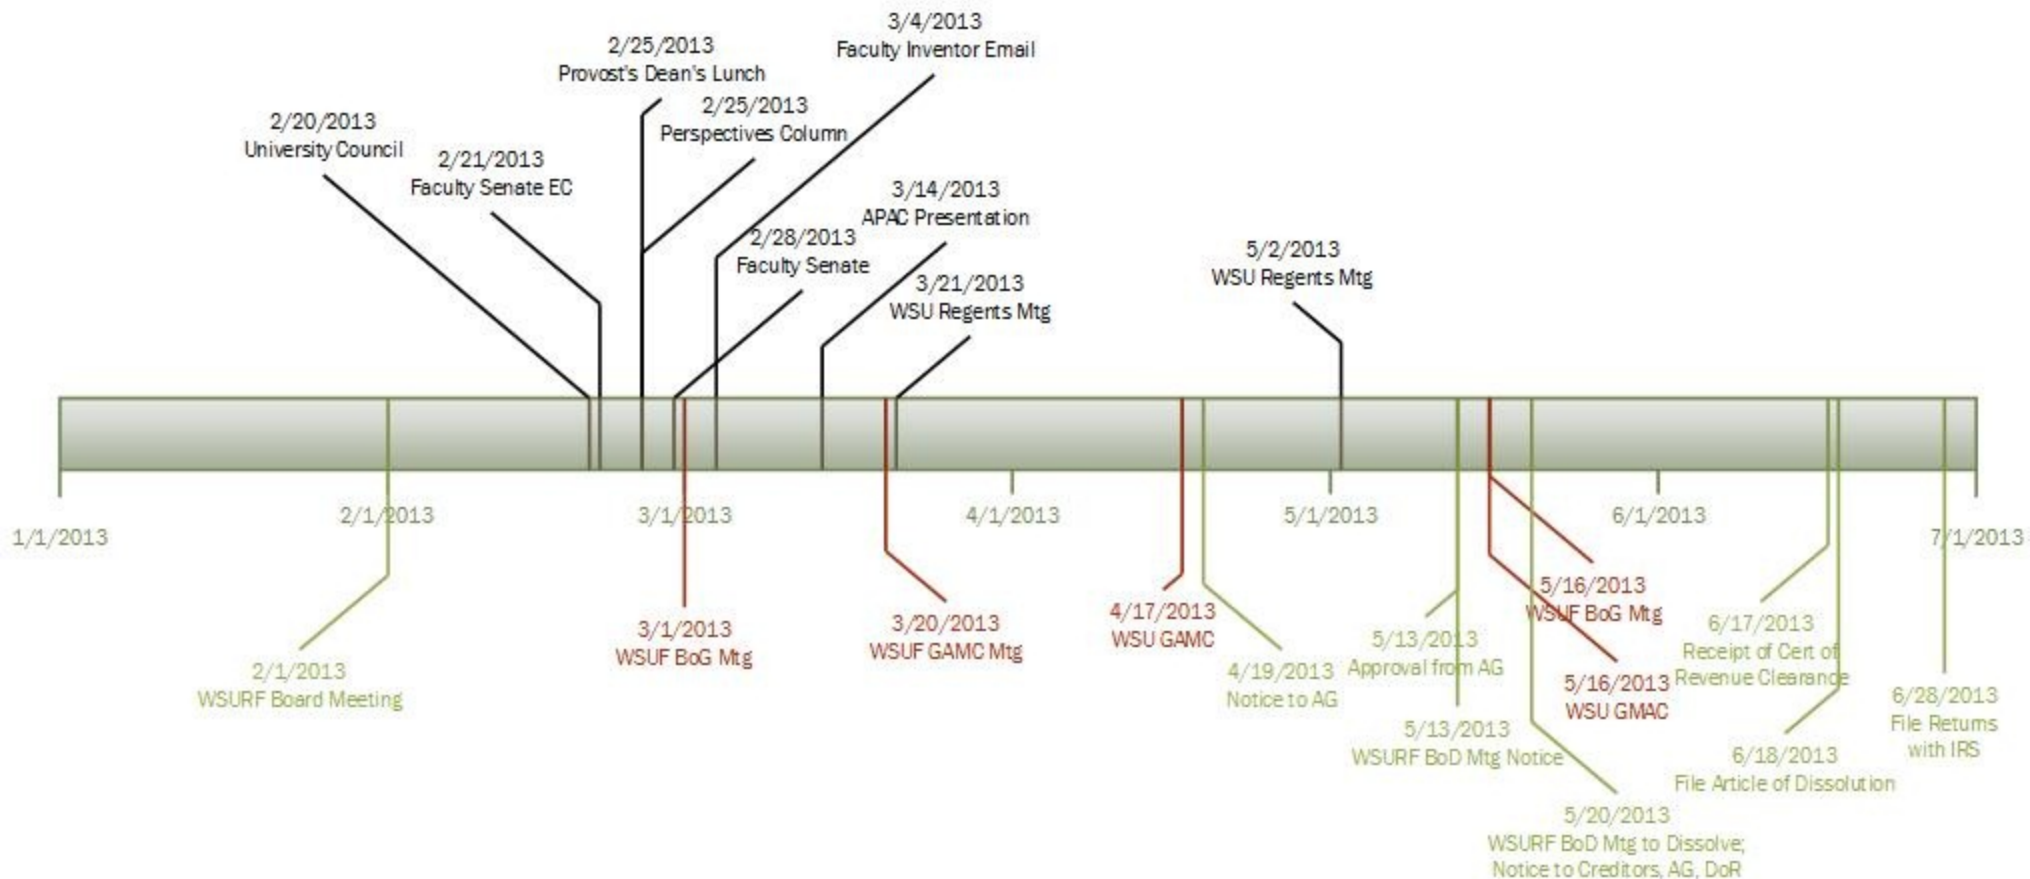 3/4/2013
Faculty Inventor Email
2/25/2013
Provost's Dean's Lunch
2/25/2013
Perspectives Column
2/20/2013
University Council
2/21/2013
Faculty Senate EC
3/14/2013
APAC Presentation
2/28/2013
Faculty Senate
3/21/2013
WSU Regents Mtg
5/2/2013
WSU Regents Mtg
1/1/2013
2/1/2013
3/1/2013
4/1/2013
5/1/2013
6/1/2013
7/1/2013
2/1/2013
WSURF Board Meeting
3/1/2013
WSUF BoG Mtg
3/20/2013
WSUF GAMC Mtg
4/17/2013
WSU GAMC
4/19/2013
Notice to AG
5/13/2013
Approval from AG
5/13/2013
WSURF BoD Mtg Notice
5/16/2013
WSUF BoG Mtg
5/16/2013
WSU GMAC
5/20/2013
WSURF BoD Mtg to Dissolve;
Notice to Creditors, AG, DoR
6/17/2013
Receipt of Cert of
Revenue Clearance
6/18/2013
File Article of Dissolution
6/28/2013
File Returns
with IRS